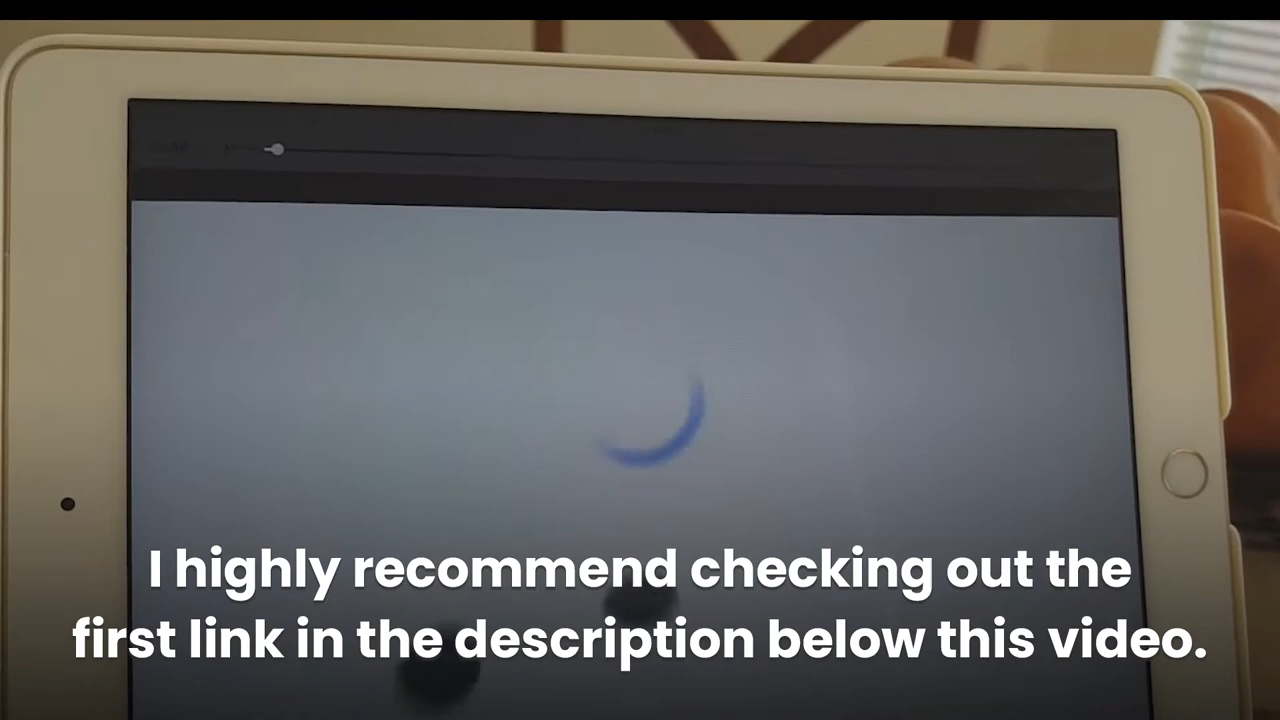 I highly recommend checking out the
first link in the description below this video.